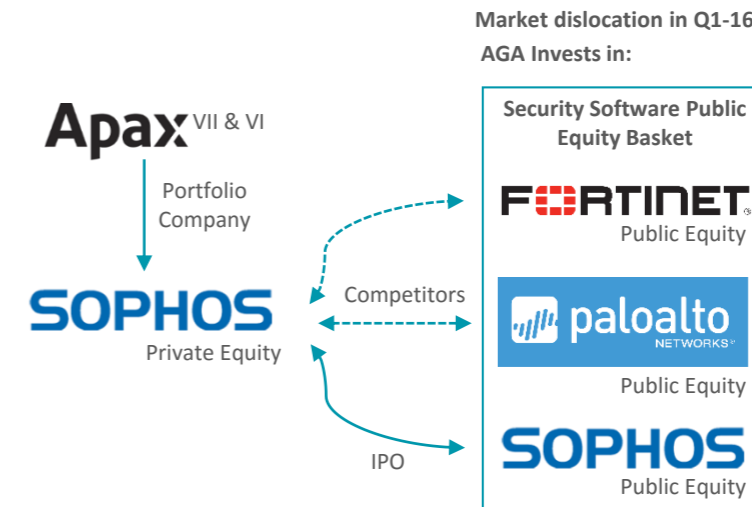 Market dislocation in Q1-16
AGA Invests in:
Apax VII & VI
Portfolio
Company
SOPHOS
Private Equity
Competitors
IPO
Security Software Public
Equity Basket
FORTINET
Public Equity
paloalto
NETWORKS
Public Equity
SOPHOS
Public Equity